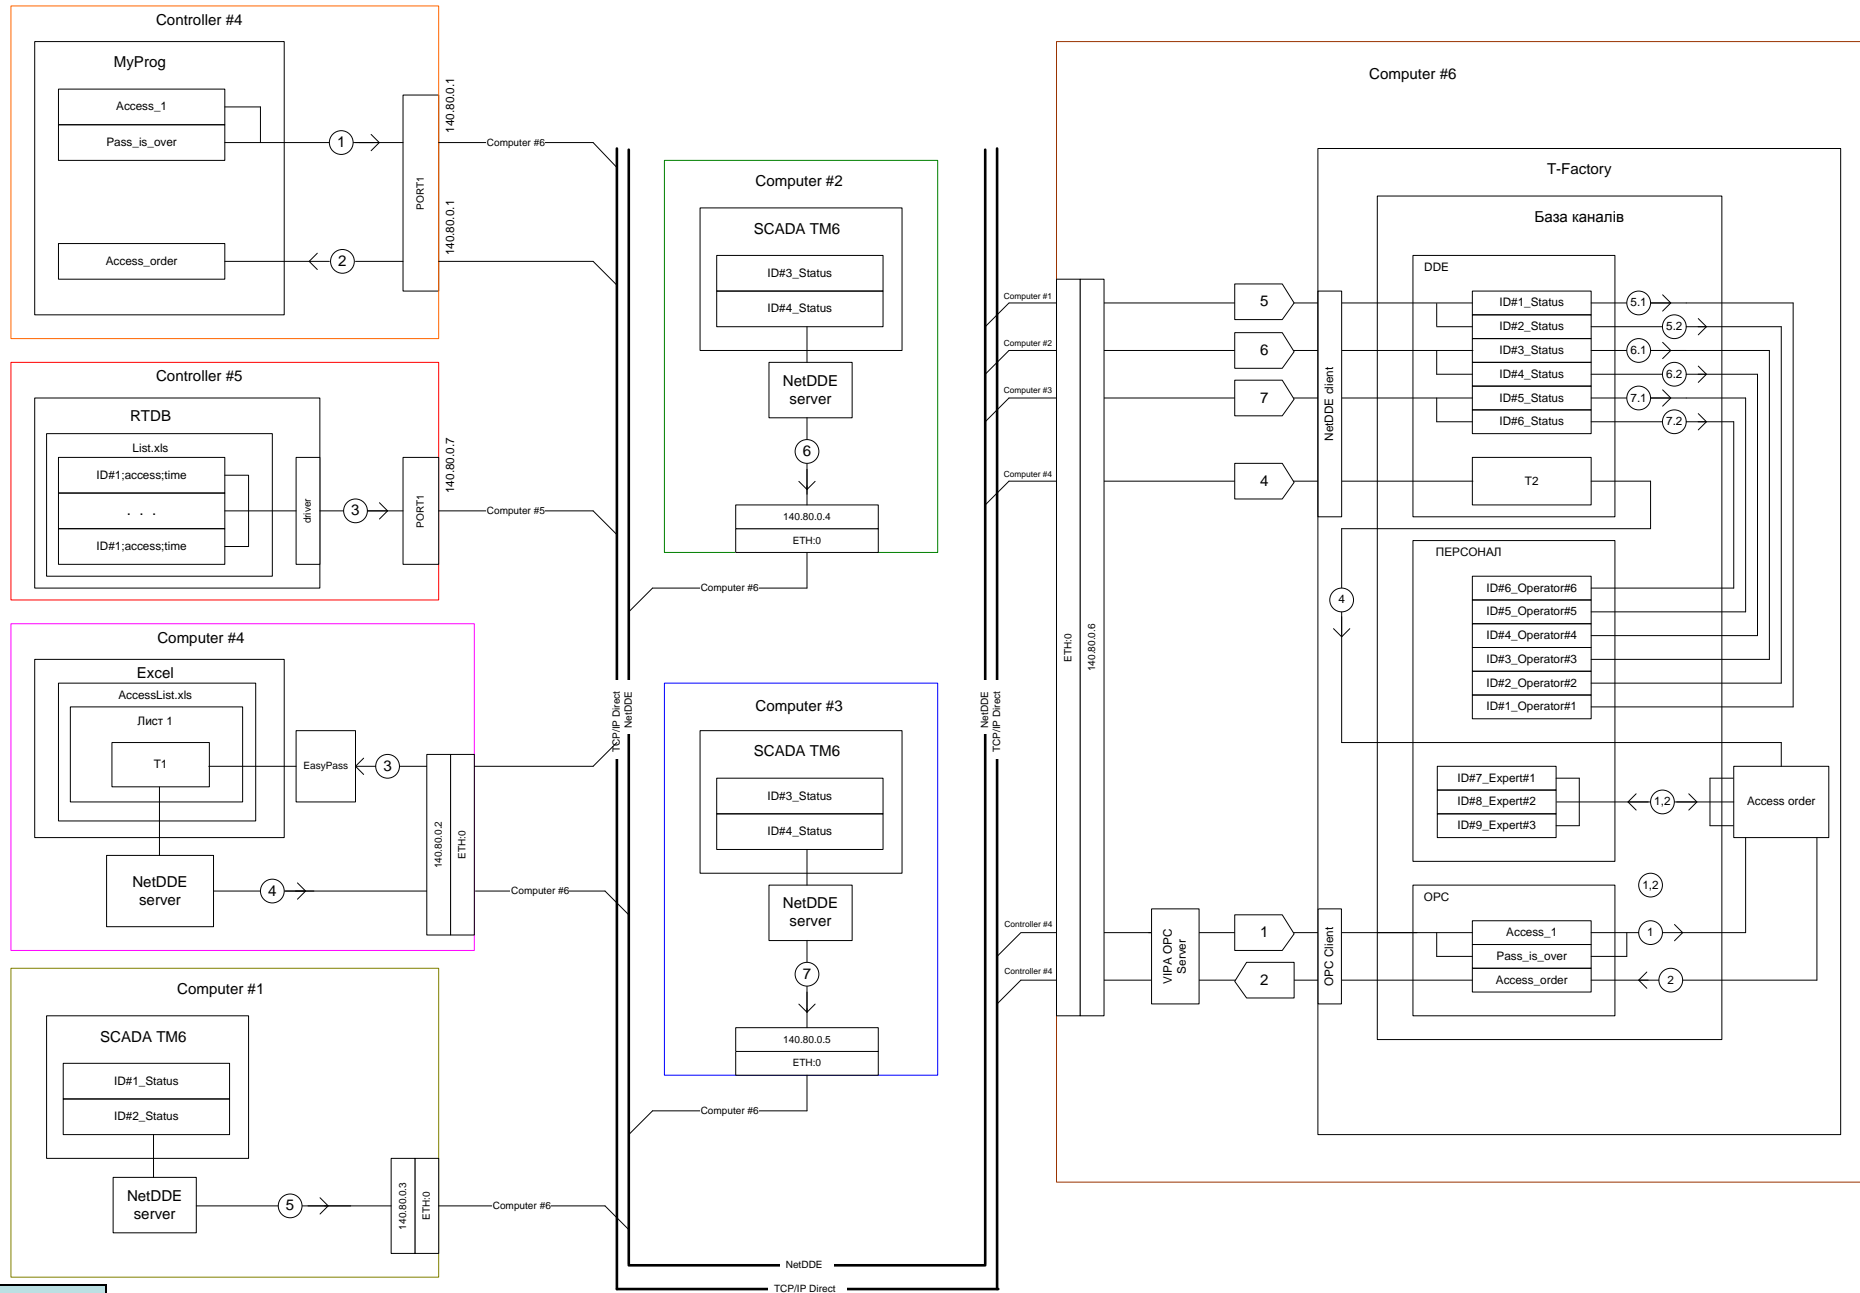 Controller #4
MyProg
Access_1
Pass_is_over
1
Access_order
2
PORT1
140.80.0.1
140.80.0.1
Computer #6
Controller #5
RTDB
List.xls
ID#1;access;time
. . .
ID#1;access;time
driver
3
PORT1
140.80.0.7
Computer #5
Computer #4
Excel
AccessList.xls
Лист 1
T1
EasyPass
3
140.80.0.2
ETH:0
NetDDE
server
4
Computer #6
Computer #1
SCADA TM6
ID#1_Status
ID#2_Status
NetDDE
server
5
140.80.0.3
ETH:0
Computer #6
TCP/IP Direct
NetDDE
Computer #2
SCADA TM6
ID#3_Status
ID#4_Status
NetDDE
server
6
140.80.0.4
ETH:0
Computer #6
Computer #3
SCADA TM6
ID#3_Status
ID#4_Status
NetDDE
server
7
140.80.0.5
ETH:0
Computer #6
NetDDE
TCP/IP Direct
NetDDE
TCP/IP Direct
Computer #6
Computer #1
Computer #2
Computer #3
Computer #4
Controller #4
Controller #4
ETH:0
140.80.0.6
5
6
7
4
VIPA OPC
Server
1
2
NetDDE client
OPC Client
T-Factory
База каналів
DDE
ID#1_Status
5.1
ID#2_Status
5.2
ID#3_Status
6.1
ID#4_Status
6.2
ID#5_Status
7.1
ID#6_Status
7.2
T2
4
ПЕРСОНАЛ
ID#6_Operator#6
ID#5_Operator#5
ID#4_Operator#4
ID#3_Operator#3
ID#2_Operator#2
ID#1_Operator#1
ID#7_Expert#1
ID#8_Expert#2
ID#9_Expert#3
1,2
Access order
1,2
OPC
Access_1
1
Pass_is_over
Access_order
2